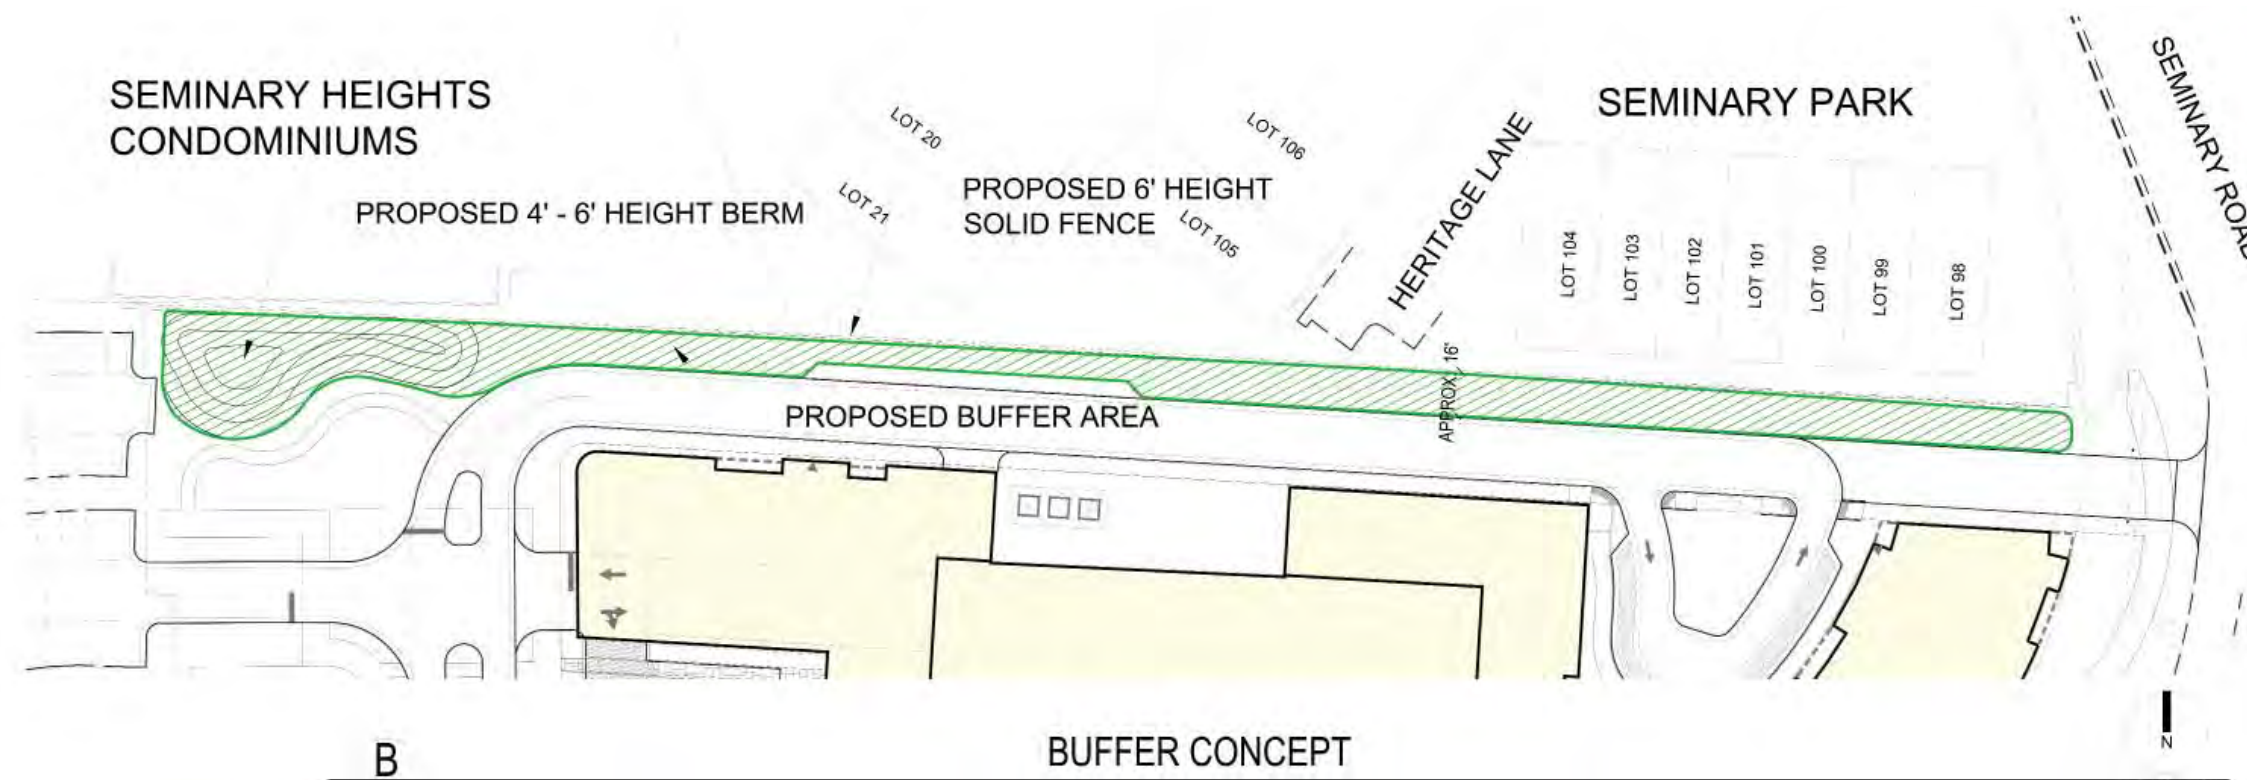 SEMINARY HEIGHTS
CONDOMINIUMS
PROPOSED 4' - 6' HEIGHT BERM
LOT 20
LOT 21
PROPOSED 6' HEIGHT
SOLID FENCE
LOT 106
LOT 105
HERITAGE LANE
SEMINARY PARK
LOT 104
LOT 103
LOT 102
LOT 101
LOT 100
LOT 99
LOT 98
SEMINARY ROAD
APPROX. 16'
PROPOSED BUFFER AREA
N
B
BUFFER CONCEPT